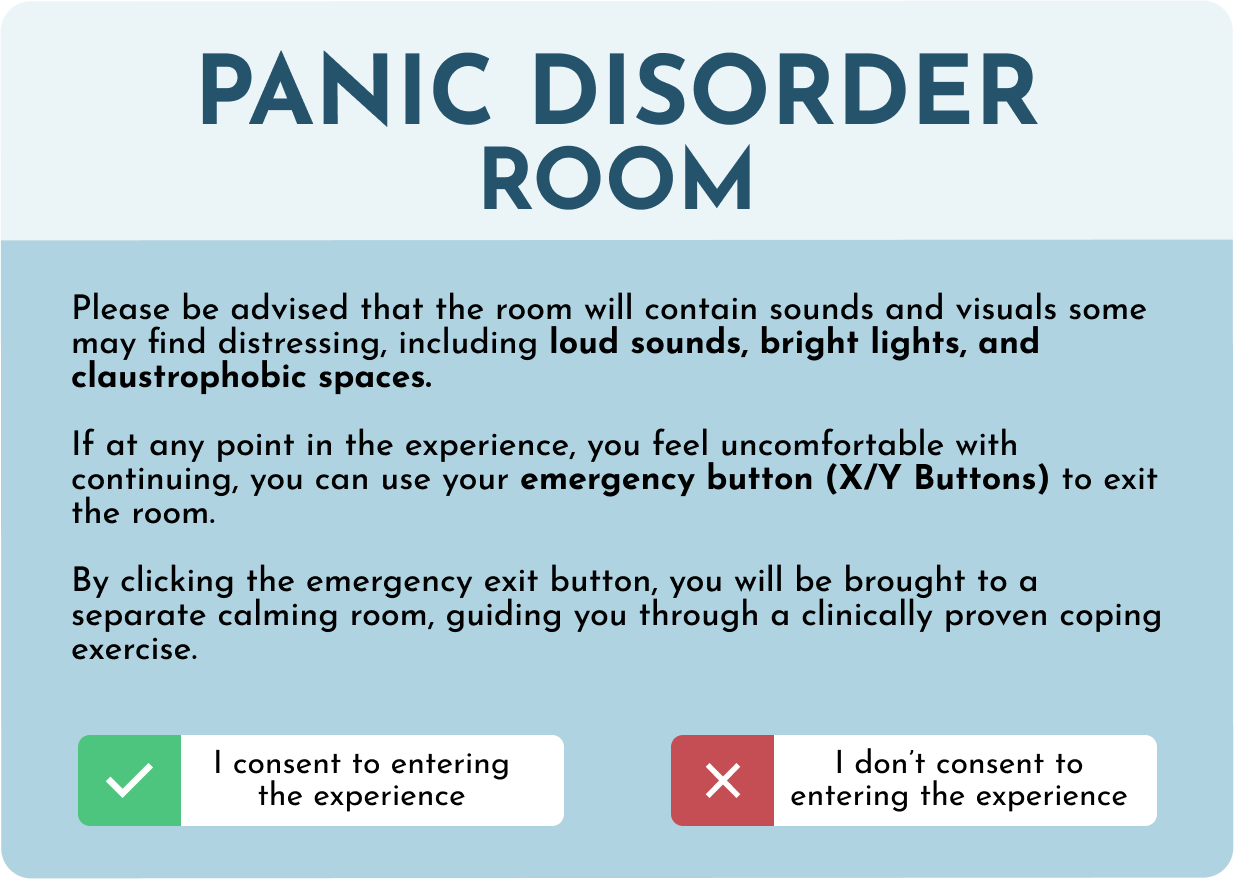 PANIC DISORDER
ROOM
Please be advised that the room will contain sounds and visuals some
may find distressing, including loud sounds, bright lights, and
claustrophobic spaces.
If at any point in the experience, you feel uncomfortable with
continuing, you can use your emergency button (X/Y Buttons) to exit
the room.
By clicking the emergency exit button, you will be brought to a
separate calming room, guiding you through a clinically proven coping
exercise.
I consent to entering
the experience
I don’t consent to
entering the experience